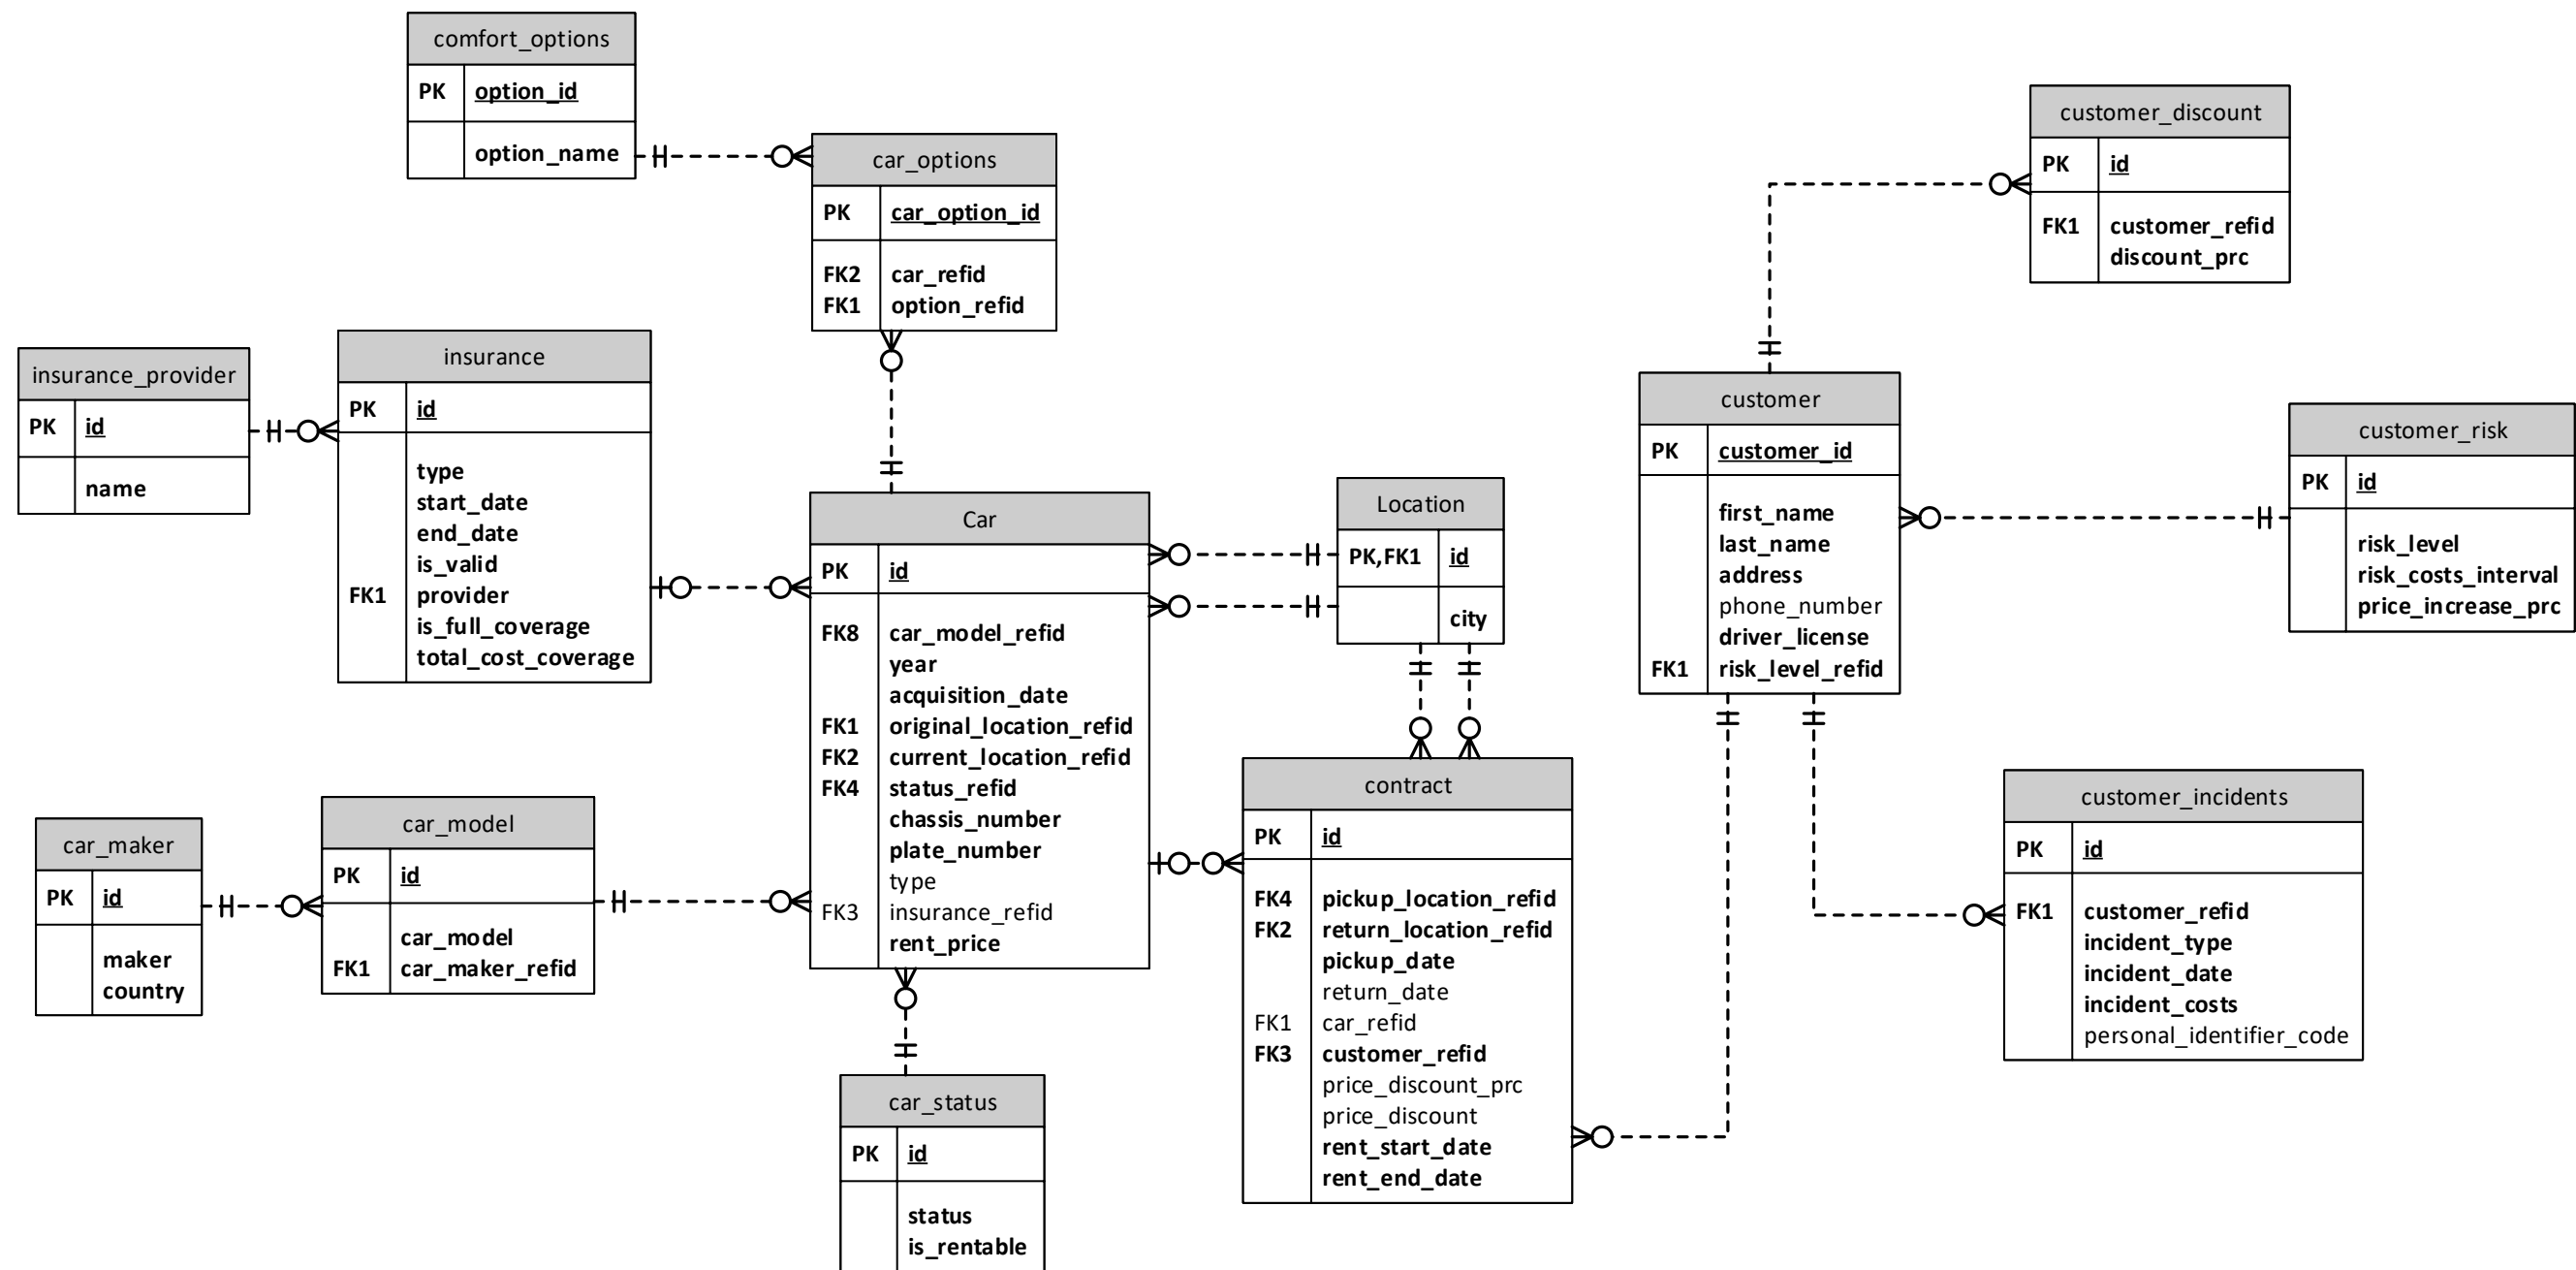 comfort_options
PK option_id
option_name
car_options
PK car_option_id
FK2 car_refid
FK1 option_refid
customer_discount
PK id
FK1 customer_refid
discount_prc
insurance_provider
PK id
name
insurance
PK id
type
start_date
end_date
is_valid
FK1 provider
is_full_coverage
total_cost_coverage
Car
PK id
FK8 car_model_refid
year
acquisition_date
FK1 original_location_refid
FK2 current_location_refid
FK4 status_refid
chassis_number
plate_number
type
FK3 insurance_refid
rent_price
Location
PK,FK1 id
city
customer
PK customer_id
first_name
last_name
address
phone_number
driver_license
FK1 risk_level_refid
customer_risk
PK id
risk_level
risk_costs_interval
price_increase_prc
car_maker
PK id
maker
country
car_model
PK id
car_model
FK1 car_maker_refid
contract
PK id
FK4 pickup_location_refid
FK2 return_location_refid
pickup_date
return_date
FK1 car_refid
FK3 customer_refid
price_discount_prc
price_discount
rent_start_date
rent_end_date
customer_incidents
PK id
FK1 customer_refid
incident_type
incident_date
incident_costs
personal_identifier_code
car_status
PK id
status
is_rentable